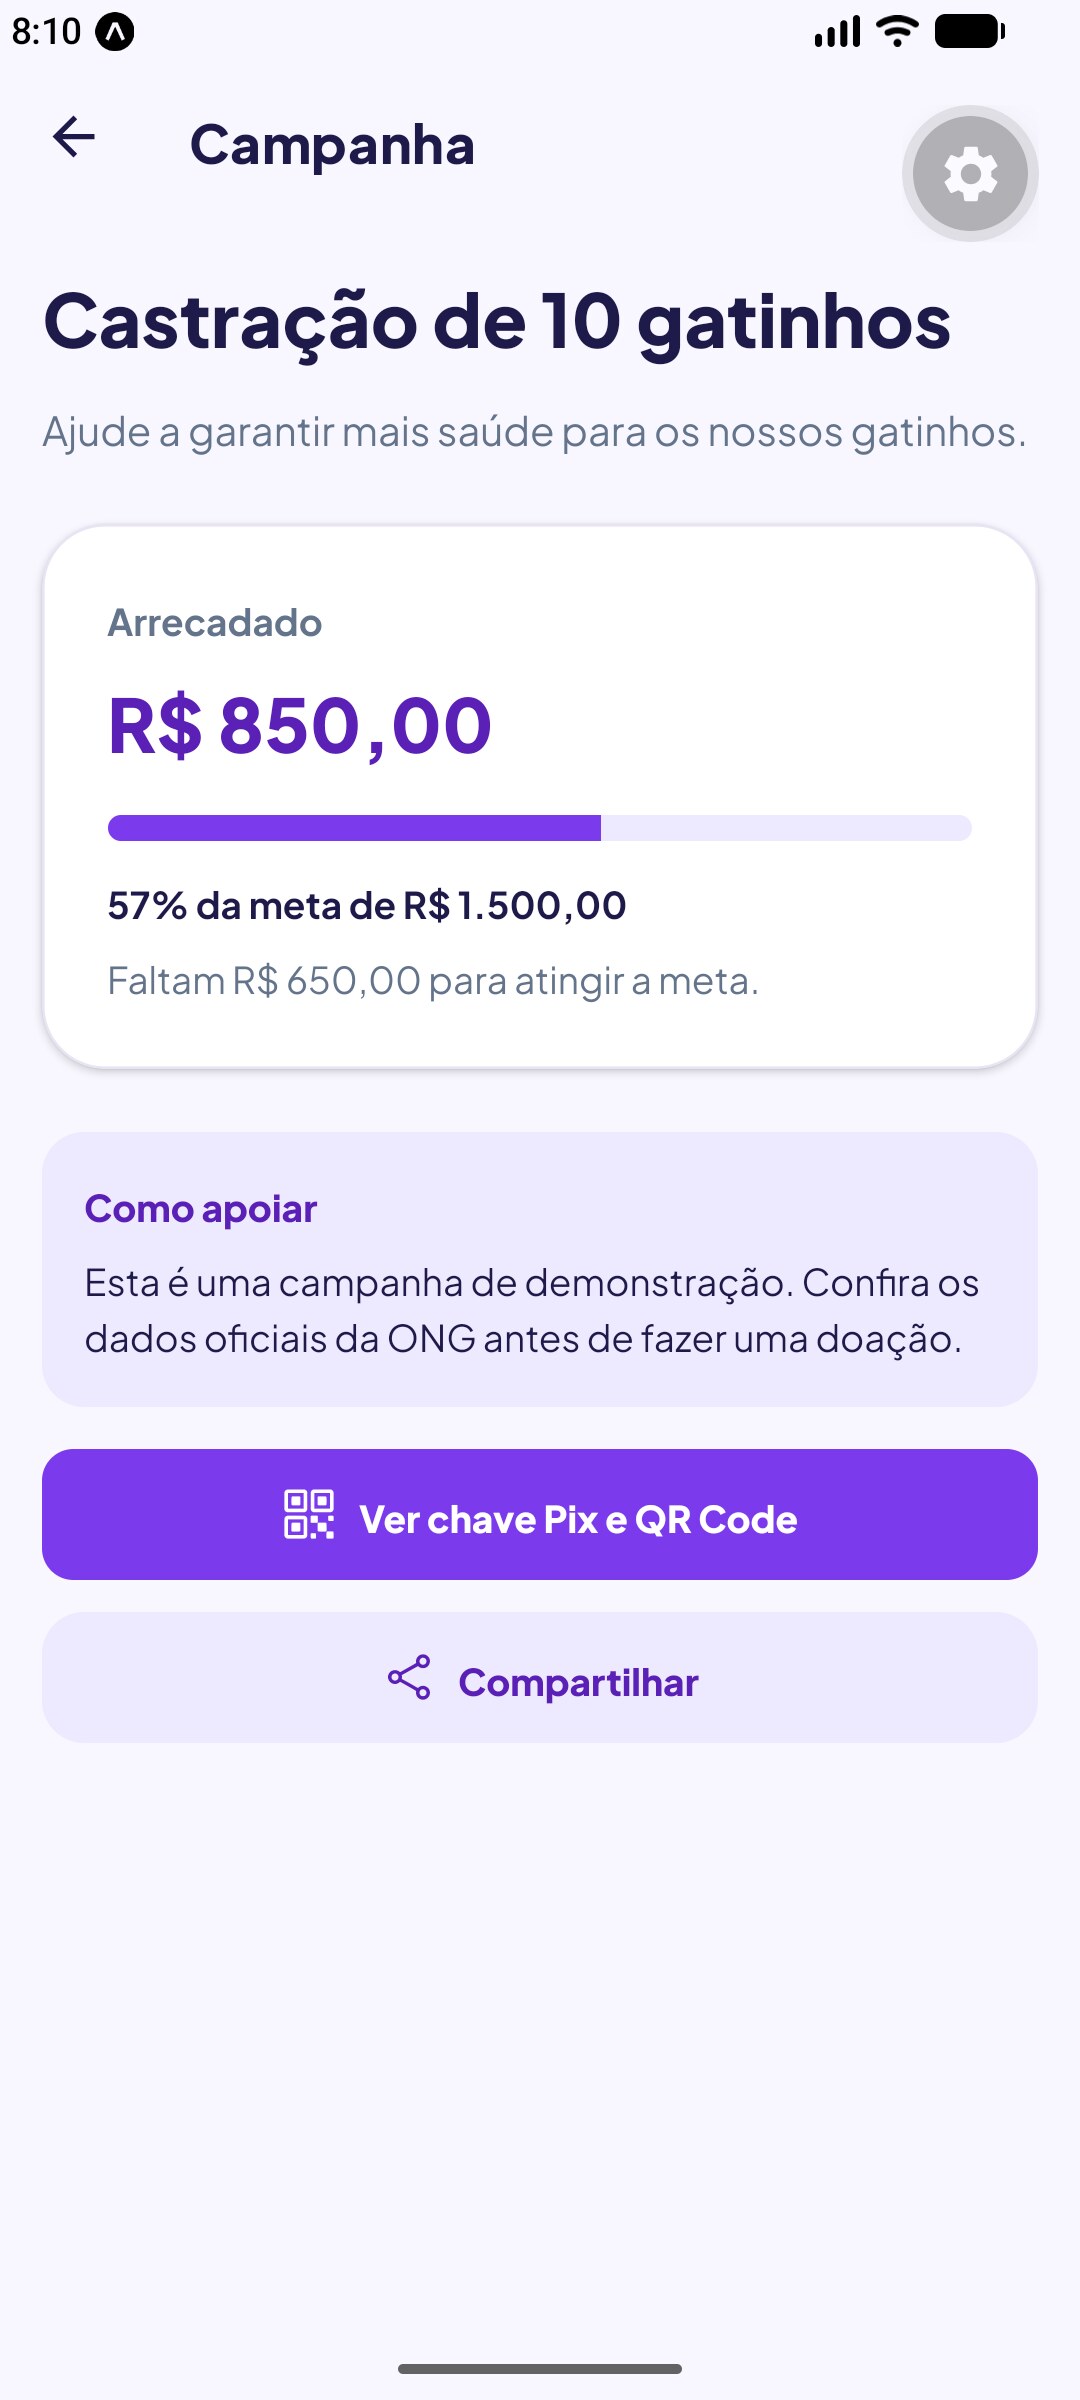 8:10
Campanha
Castração de 10 gatinhos
Ajude a garantir mais saúde para os nossos gatinhos.
Arrecadado
R$ 850,00
57% da meta de R$ 1.500,00
Faltam R$ 650,00 para atingir a meta.
Como apoiar
Esta é uma campanha de demonstração. Confira os
dados oficiais da ONG antes de fazer uma doação.
Ver chave Pix e QR Code
Compartilhar